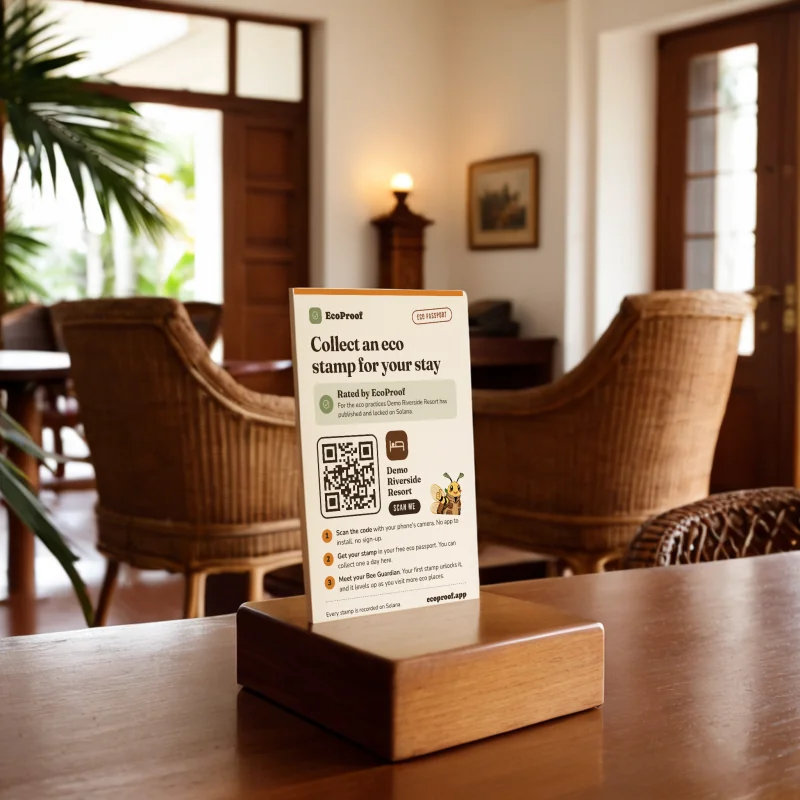 EcoProof
ECO PASSPORT
Collect an eco
stamp for your stay
Rated by EcoProof
For the eco practices Demo Riverside Resort has
published and locked on Solana.
Demo
Riverside
Resort
SCAN ME
1 Scan the code with your phone's camera. No app to
install, no sign-up.
2 Get your stamp in your free eco passport. You can
collect one a day here.
3 Meet your Bee Guardian. Your first stamp unlocks it,
and it levels up as you visit more eco places.
Every stamp is recorded on Solana.
ecoproof.app